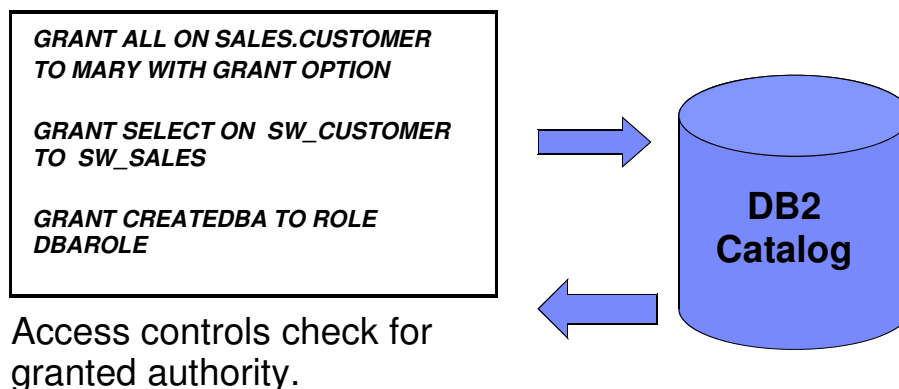 GRANT ALL ON SALES.CUSTOMER
TO MARY WITH GRANT OPTION
GRANT SELECT ON SW_CUSTOMER
TO SW_SALES
GRANT CREATEDBA TO ROLE
DBAROLE
DB2
Catalog
Access controls check for
granted authority.